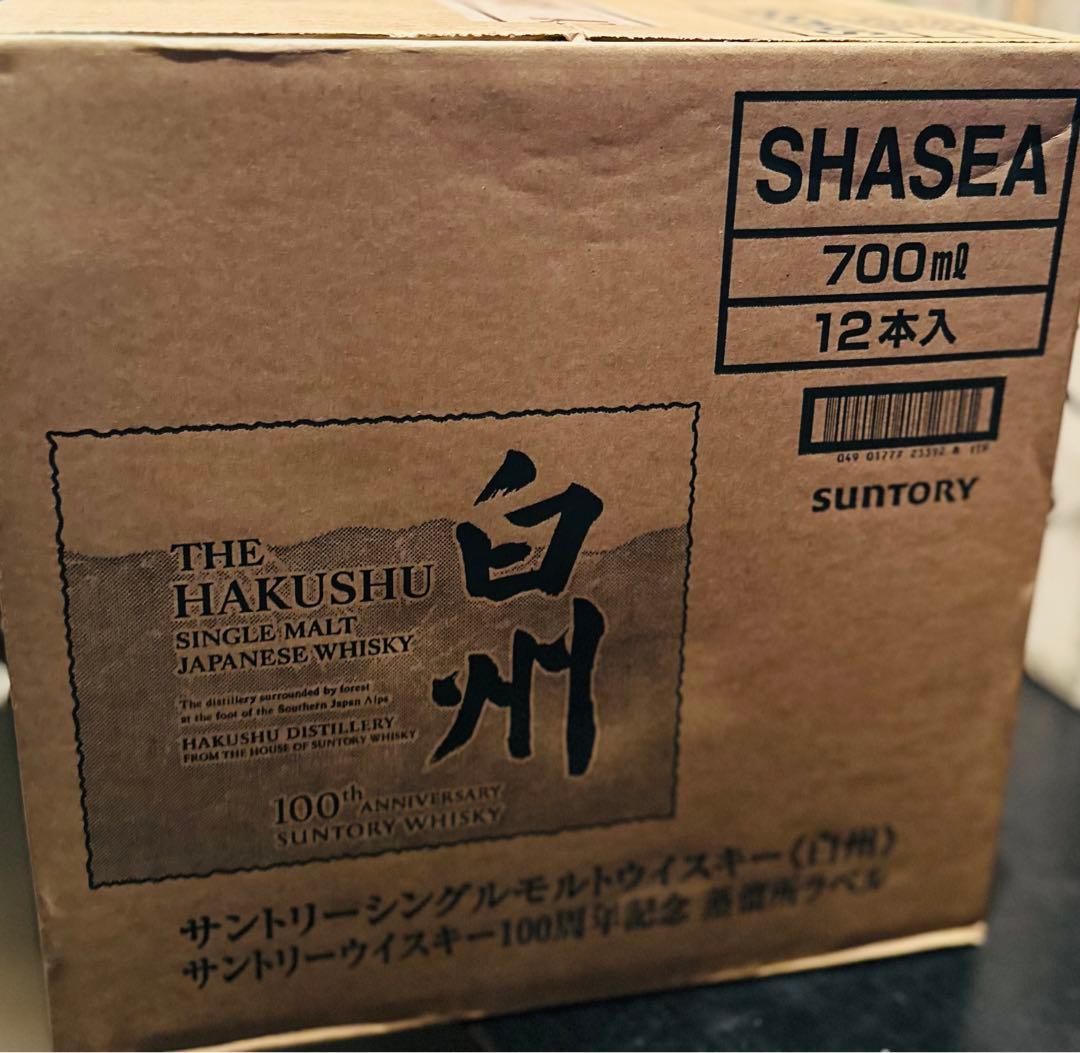 SHASEA
700㎖
12本入
SUNTORY
THE
HAKUSHU
SINGLE MALT
JAPANESE WHISKY
The distillery surrounded by forest
at the foot of the Southern Japan Alps
HAKUSHU DISTILLERY
FROM THE HOUSE OF SUNTORY WHISKY
白州
100th ANNIVERSARY
SUNTORY WHISKY
サントリーシングルモルトウイスキー〈白州〉
サントリーウイスキー100周年記念 蒸溜所ラベル